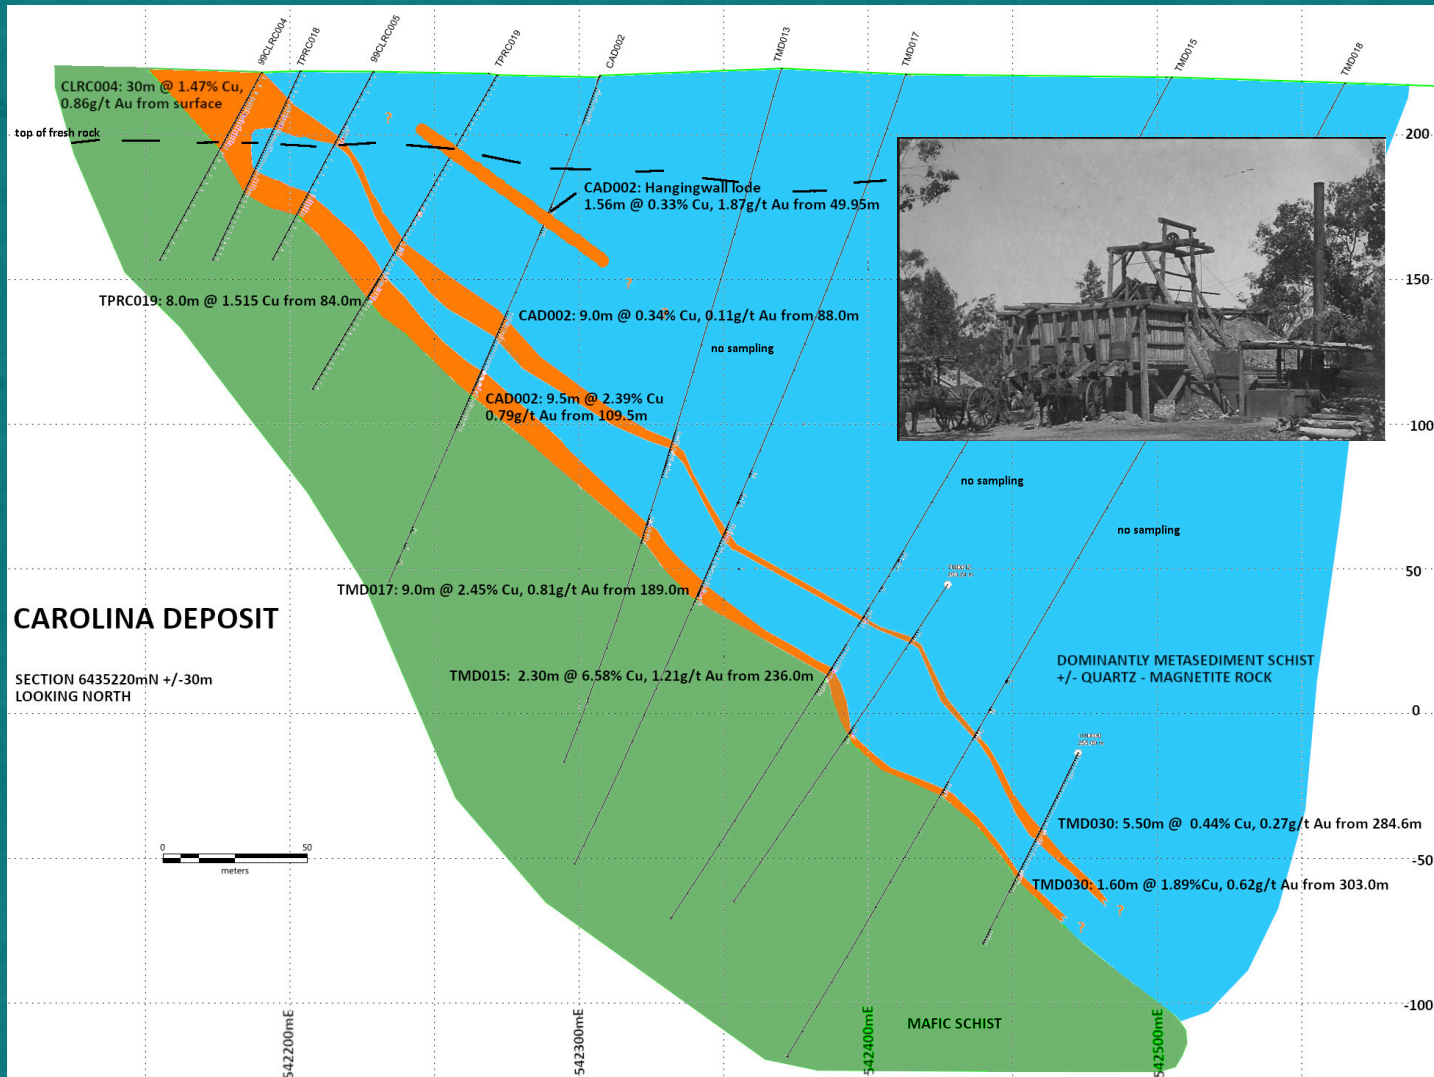 99CLRC004
TPRC018
99CLRC005
TPRC019
CAD002
TMD013
TMD017
TMD015
TMD018
CLRC004: 30m @ 1.47% Cu,
0.86g/t Au from surface
?
top of fresh rock
200
CAD002: Hangingwall lode
1.56m @ 0.33% Cu, 1.87g/t Au from 49.95m
?
150
TPRC019: 8.0m @ 1.515 Cu from 84.0m
CAD002: 9.0m @ 0.34% Cu, 0.11g/t Au from 88.0m
no sampling
CAD002: 9.5m @ 2.39% Cu
0.79g/t Au from 109.5m
100
no sampling
no sampling
50
TMD017: 9.0m @ 2.45% Cu, 0.81g/t Au from 189.0m
CAROLINA DEPOSIT
SECTION 6435220mN +/-30m
LOOKING NORTH
TMD015: 2.30m @ 6.58% Cu, 1.21g/t Au from 236.0m
DOMINANTLY METASEDIMENT SCHIST
+/- QUARTZ - MAGNETITE ROCK
0
TMD030: 5.50m @ 0.44% Cu, 0.27g/t Au from 284.6m
0 50
meters
-50
TMD030: 1.60m @ 1.89%Cu, 0.62g/t Au from 303.0m
?
?
-100
MAFIC SCHIST
542200mE
542300mE
542400mE
542500mE